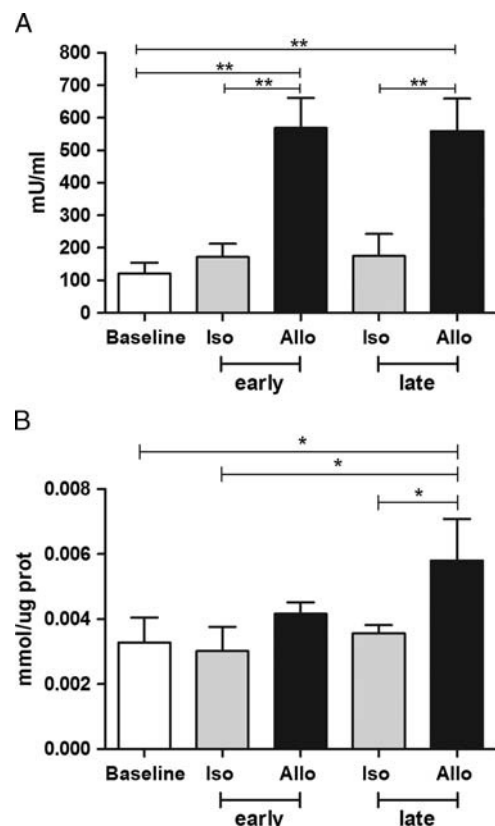 A
**
**
**
**
mU/ml
800
700
600
500
400
300
200
100
0
Baseline Iso Allo Iso Allo
early late
B
*
*
*
mmol/ug prot
0.008
0.006
0.004
0.002
0.000
Baseline Iso Allo Iso Allo
early late